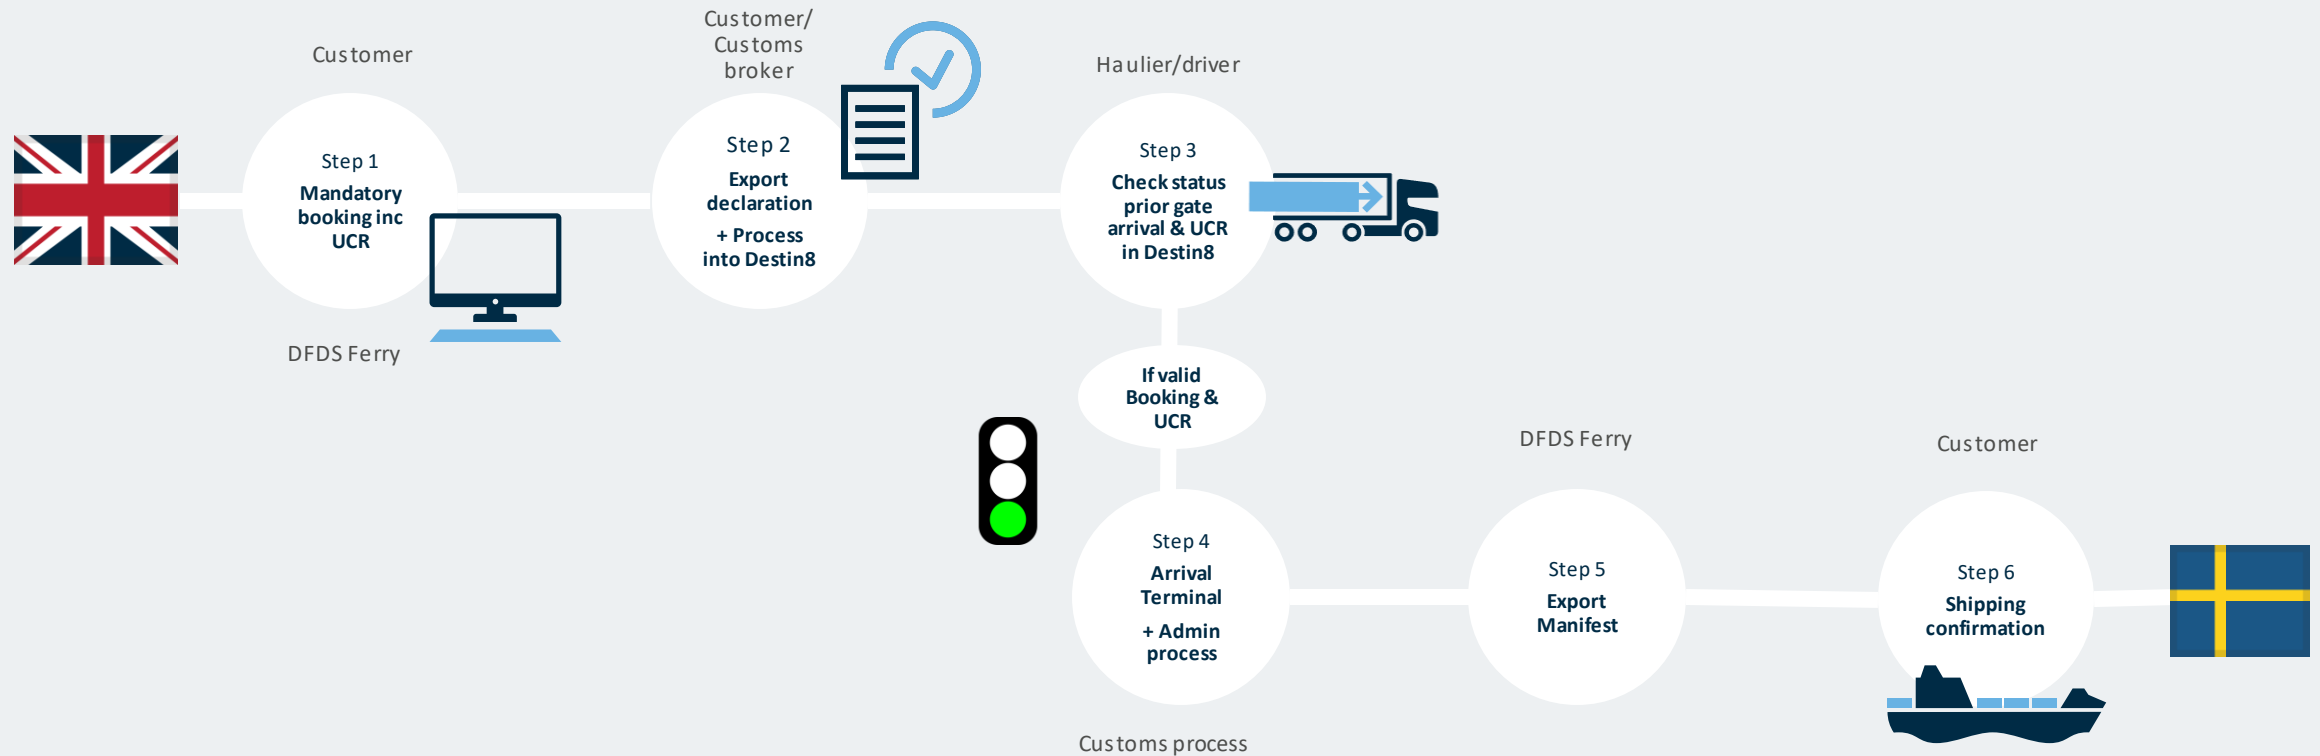 Customer
Step 1
Mandatory
booking inc
UCR
DFDS Ferry
Customer/
Customs
broker
Step 2
Export
declaration
+ Process
into Destin8
Haulier/driver
Step 3
Check status
prior gate
arrival & UCR
in Destin8
If valid
Booking &
UCR
Step 4
Arrival
Terminal
+ Admin
process
Customs process
DFDS Ferry
Step 5
Export
Manifest
Customer
Step 6
Shipping
confirmation